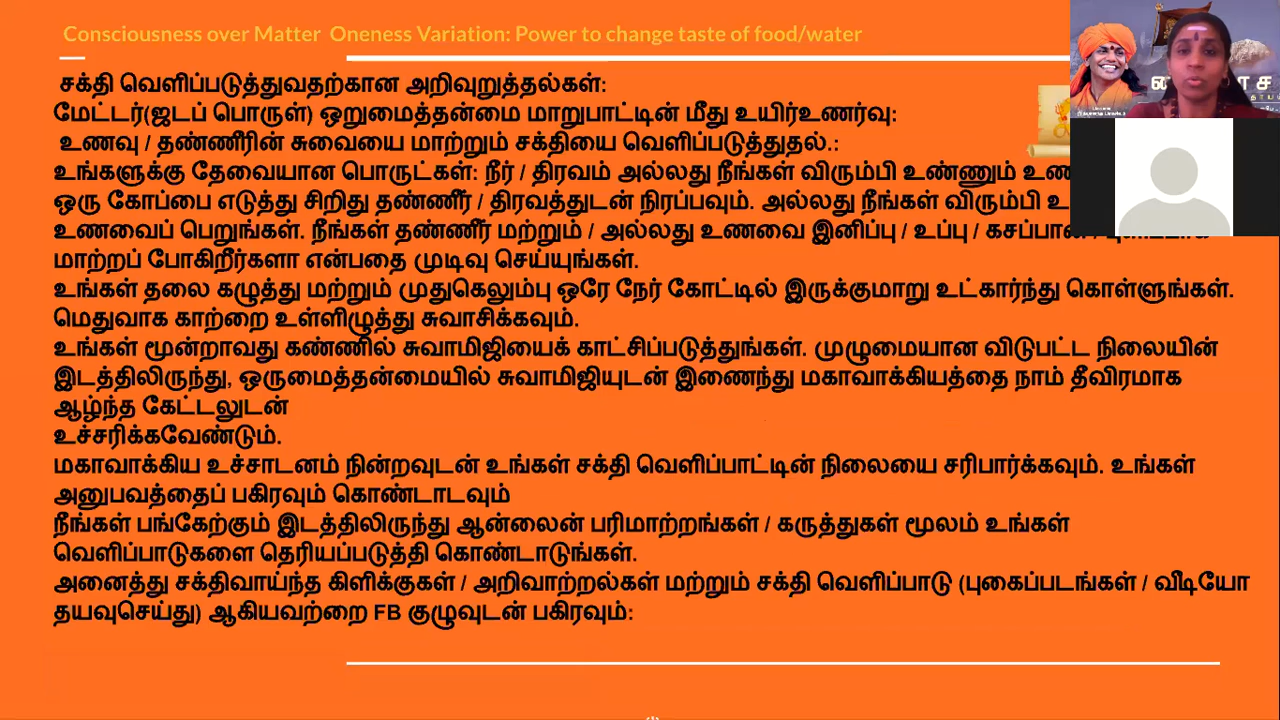 Consciousness over Matter Oneness Variation: Power to change taste of food/water
சக்தி வெளிப்படுத்துவதற்கான அறிவுறுத்தல்கள்:
மேட்டர்(ஜடப் பொருள்) ஒறுமைத்தன்மை மாறுபாட்டின் மீது உயிர்உணர்வு:
உணவு / தண்ணீரின் சுவையை மாற்றும் சக்தியை வெளிப்படுத்துதல்.:
உங்களுக்கு தேவையான பொருட்கள்: நீர் / திரவம் அல்லது நீங்கள் விரும்பி உண்ணும்
ஒரு கோப்பை எடுத்து சிறிது தண்ணீர் / திரவத்துடன் நிரப்பவும். அல்லது நீங்கள் விரும்பி
உணவைப் பெறுங்கள். நீங்கள் தண்ணீர் மற்றும் / அல்லது உணவை இனிப்பு / உப்பு /
மாற்றப் போகிறீர்களா என்பதை முடிவு செய்யுங்கள்.
உங்கள் தலை கழுத்து மற்றும் முதுகெலும்பு ஒரே நேர் கோட்டில் இருக்குமாறு உட்கார்ந்து கொள்ளுங்கள்.
மெதுவாக காற்றை உள்ளிழுத்து சுவாசிக்கவும்.
உங்கள் மூன்றாவது கண்ணில் சுவாமிஜியைக் காட்சிப்படுத்துங்கள். முழுமையான விடுபட்ட நிலையின்
இடத்திலிருந்து, ஒருமைத்தன்மையில் சுவாமிஜியுடன் இணைந்து மகாவாக்கியத்தை நாம் தீவிரமாக
ஆழ்ந்த கேட்டலுடன்
உச்சரிக்கவேண்டும்.
மகாவாக்கிய உச்சாடனம் நின்றவுடன் உங்கள் சக்தி வெளிப்பாட்டின் நிலையை சரிபார்க்கவும். உங்கள்
அனுபவத்தைப் பகிரவும் கொண்டாடவும்
நீங்கள் பங்கேற்கும் இடத்திலிருந்து ஆன்லைன் பரிமாற்றங்கள் / கருத்துகள் மூலம் உங்கள்
வெளிப்பாடுகளை தெரியப்படுத்தி கொண்டாடுங்கள்.
அனைத்து சக்திவாய்ந்த கிளிக்குகள் / அறிவாற்றல்கள் மற்றும் சக்தி வெளிப்பாடு (புகைப்படங்கள் / வீடியோ
தயவுசெய்து) ஆகியவற்றை FB குழுவுடன் பகிரவும்: